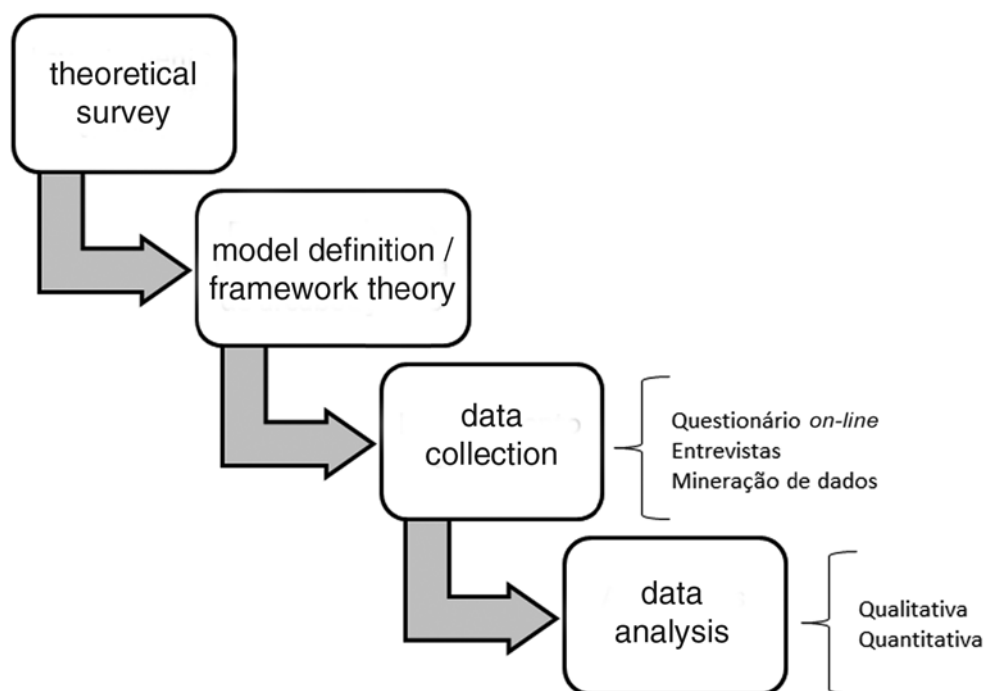 theoretical
survey
model definition /
framework theory
data
collection
Questionário on-line
Entrevistas
Mineração de dados
data
analysis
Qualitativa
Quantitativa